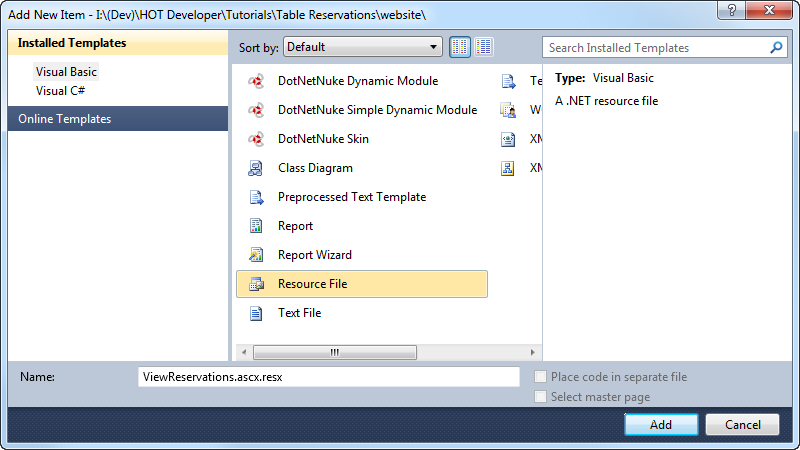 Add New Item - I:\(Dev)\HOT Developer\Tutorials\Table Reservations\website\
Installed Templates
Visual Basic
Visual C#
Online Templates
Sort by: Default
Search Installed Templates
DotNetNuke Dynamic Module
DotNetNuke Simple Dynamic Module
DotNetNuke Skin
Class Diagram
Preprocessed Text Template
Report
Report Wizard
Resource File
Text File
Te
W
XM
XM
Type: Visual Basic
A .NET resource file
Name: ViewReservations.ascx.resx
Place code in separate file
Select master page
Add Cancel